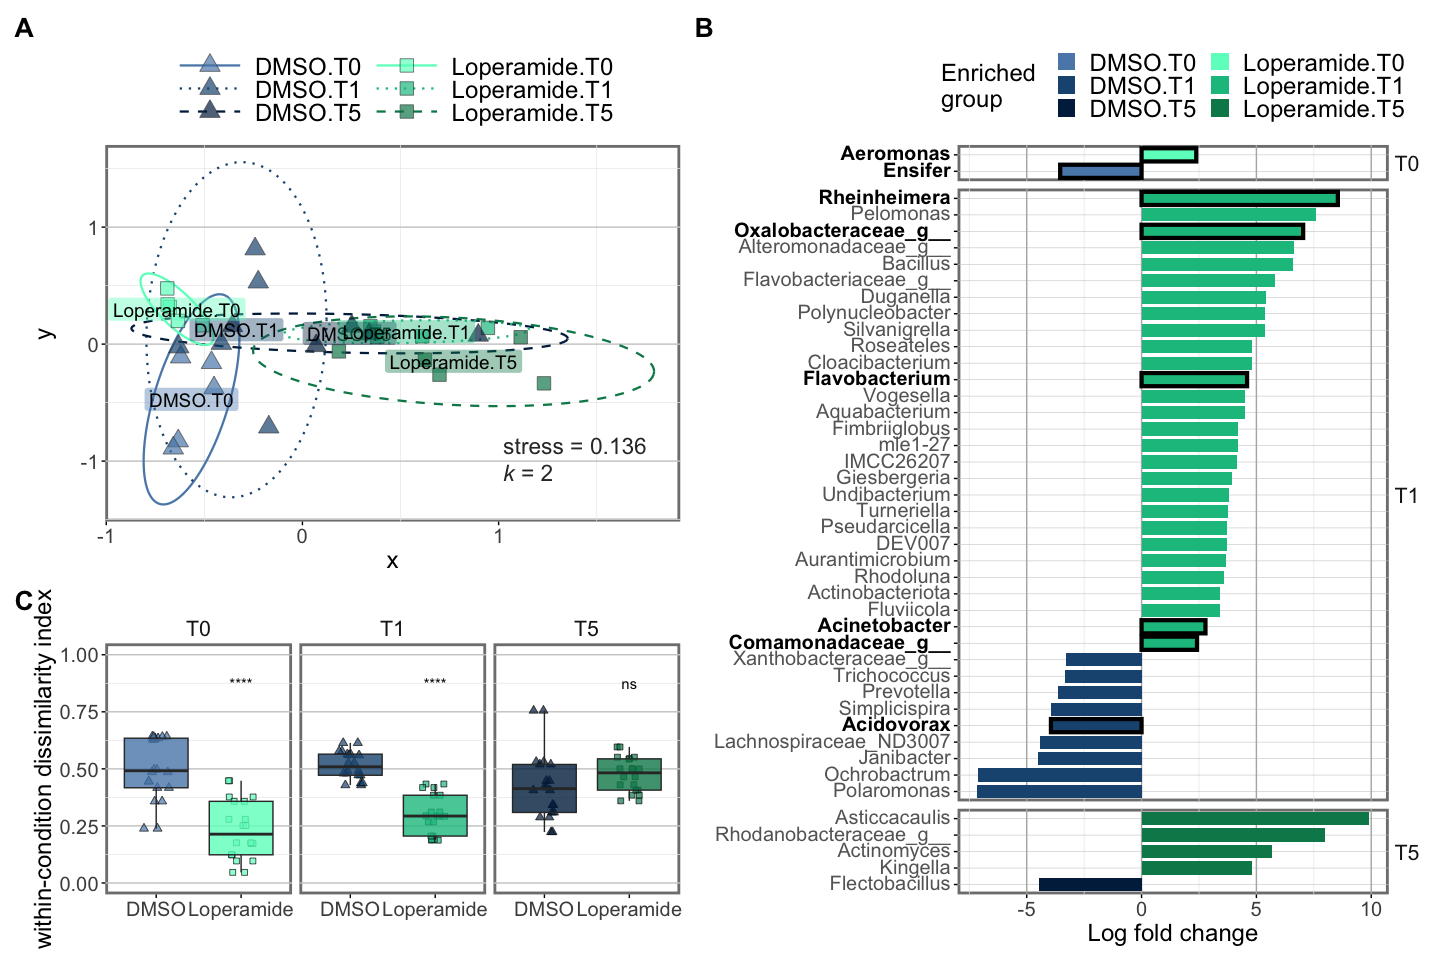 A
DMSO.T0
Loperamide.T0
DMSO.T1
Loperamide.T1
DMSO.T5
Loperamide.T5
y
1
0
-1
Loperamide.T0
DMSO.T1
Loperamide.T1
Loperamide.T5
DMSO.T0
stress = 0.136
k = 2
-1
0
1
x
B
Enriched
group
DMSO.T0
Loperamide.T0
DMSO.T1
Loperamide.T1
DMSO.T5
Loperamide.T5
Aeromonas
Ensifer
T0
Rheinheimera
Pelomonas
Oxalobacteraceae_g__
Alteromonadaceae_g__
Bacillus
Flavobacteriaceae_g__
Duganella
Polynucleobacter
Silvanigrella
Roseateles
Cloacibacterium
Flavobacterium
Vogesella
Aquabacterium
Fimbriiglobus
mle1-27
IMCC26207
Giesbergeria
Undibacterium
Turneriella
Pseudarcicella
DEV007
Aurantimicrobium
Rhodoluna
Actinobacteriota
Fluviicola
Acinetobacter
Comamonadaceae_g__
Xanthobacteraceae_g__
Trichococcus
Prevotella
Simplicispira
Acidovorax
Lachnospiraceae_ND3007
Janibacter
Ochrobactrum
Polaromonas
T1
Asticcacaulis
Rhodanobacteraceae_g__
Actinomyces
Kingella
Flectobacillus
T5
-5
0
5
10
Log fold change
C
within-condition dissimilarity index
T0
T1
T5
1.00
0.75
0.50
0.25
0.00
****
****
ns
DMSO
Loperamide
DMSO
Loperamide
DMSO
Loperamide